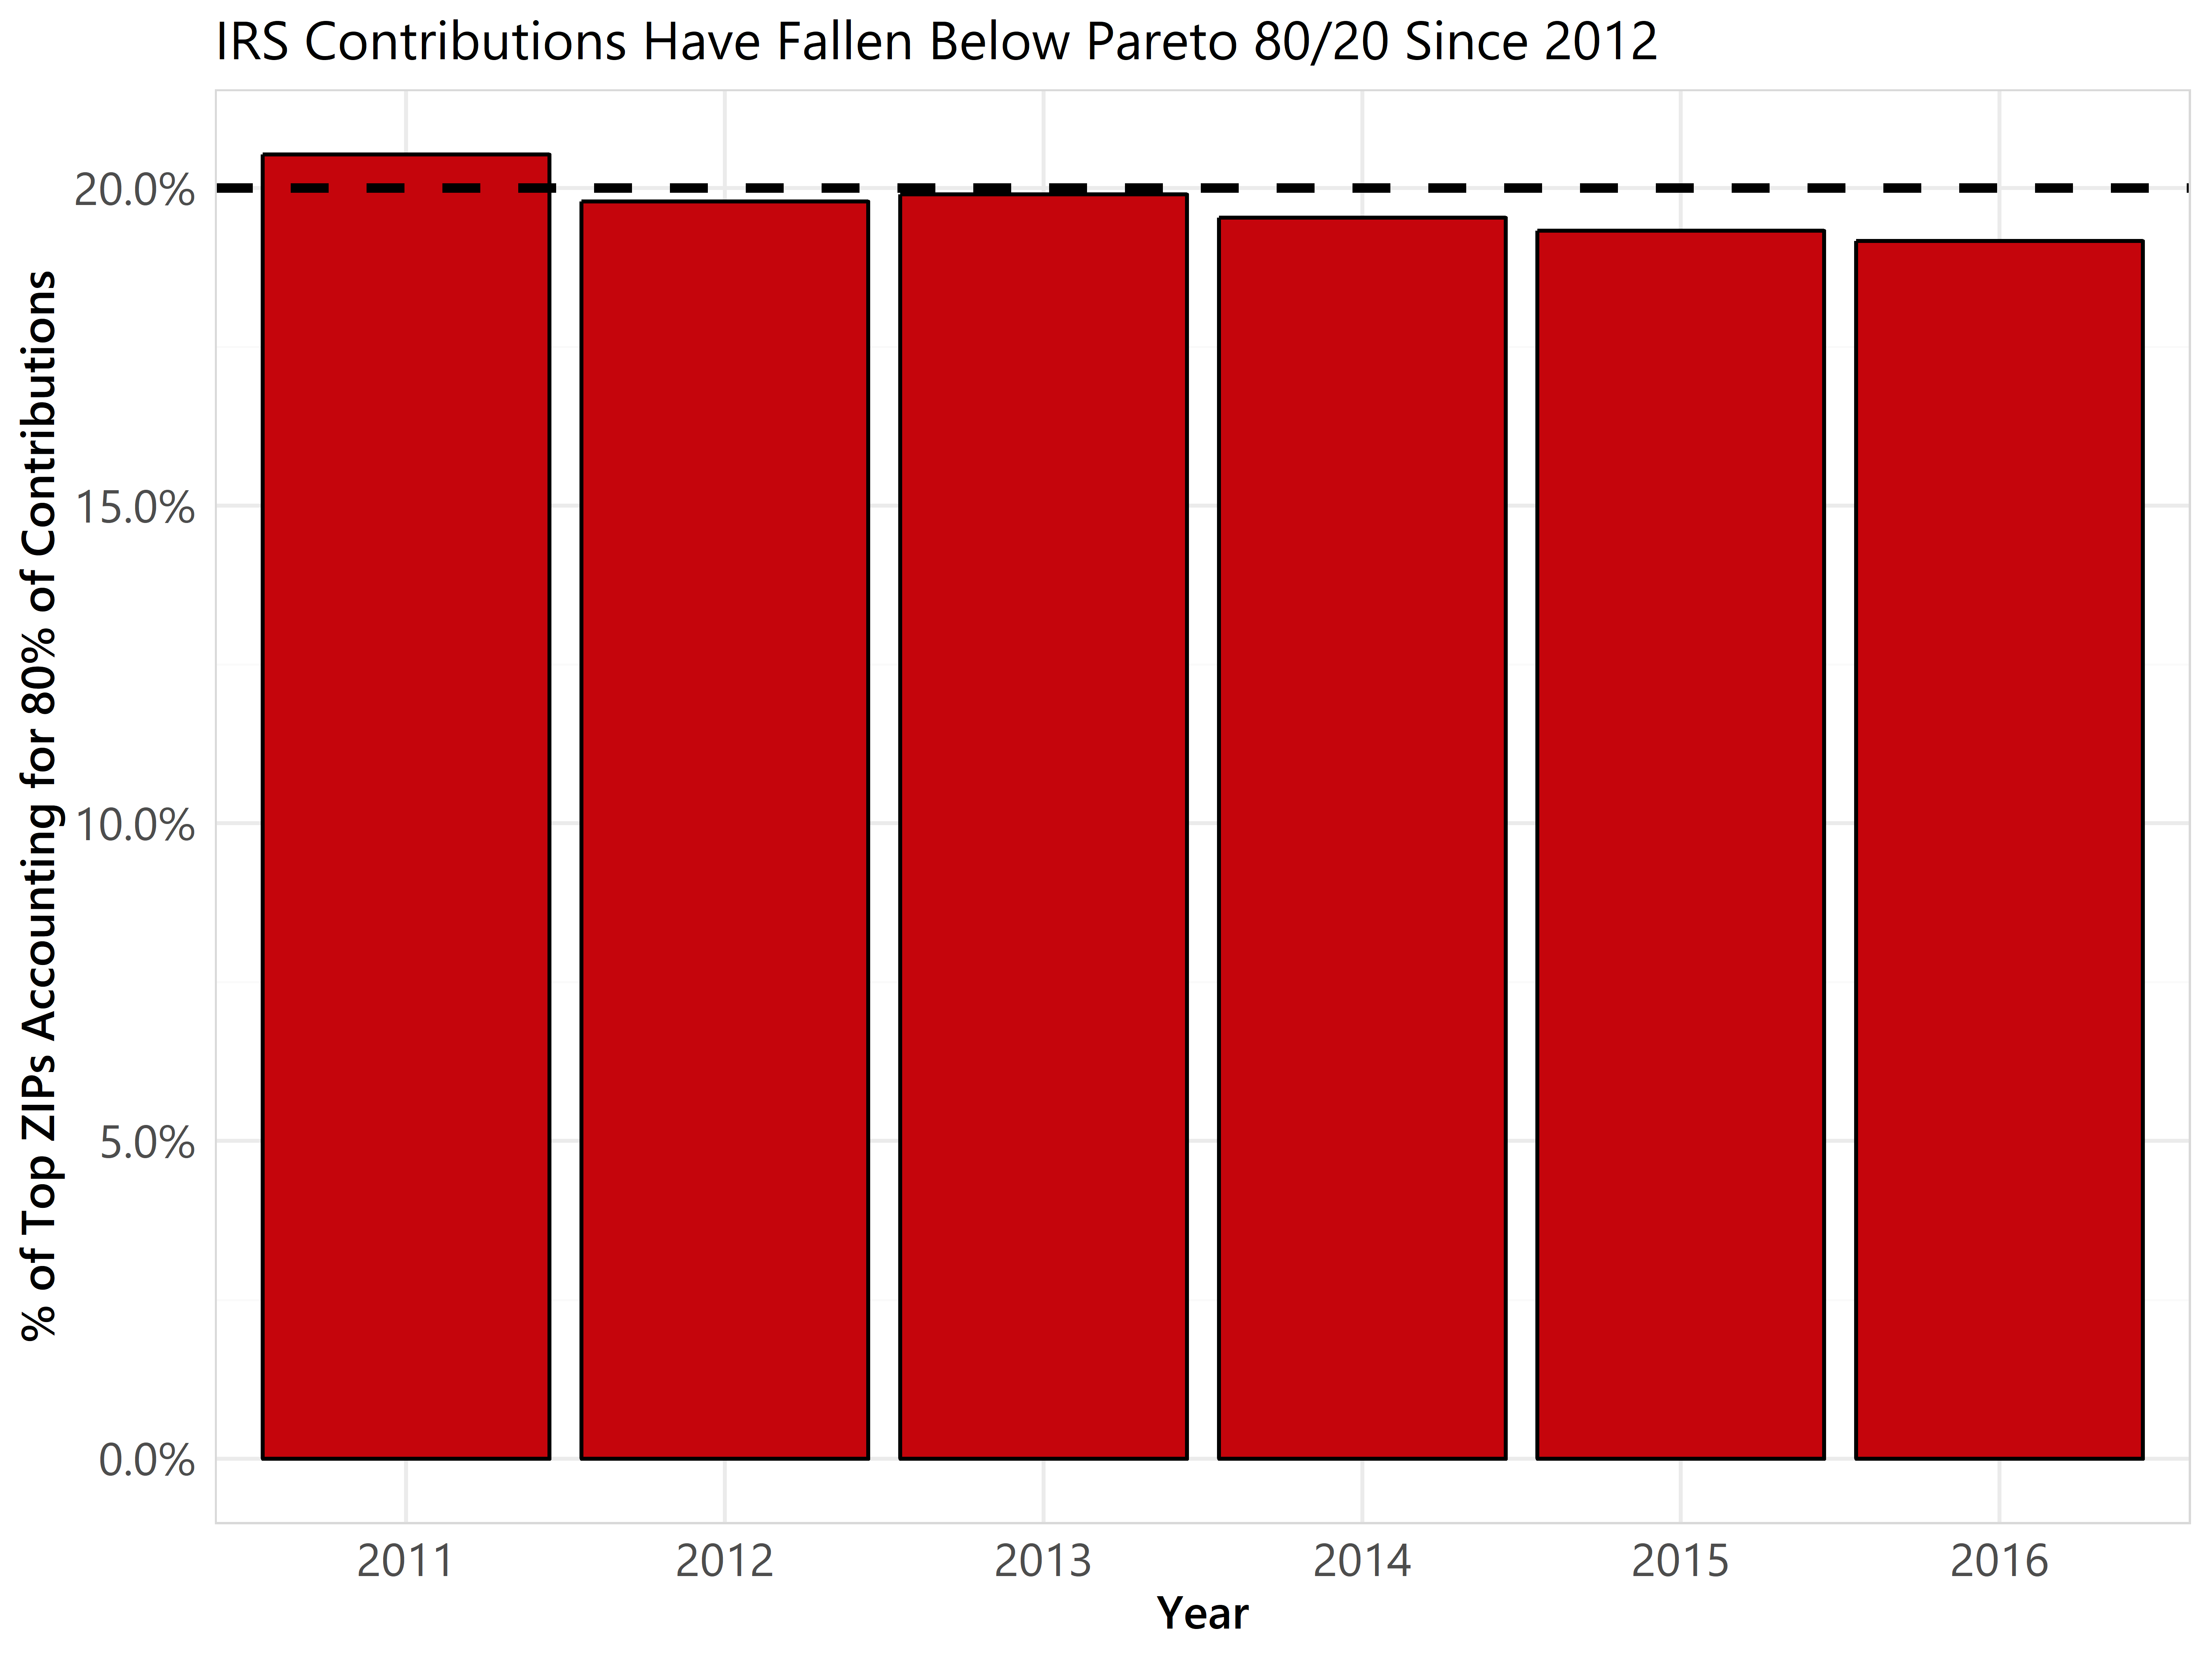 IRS Contributions Have Fallen Below Pareto 80/20 Since 2012
% of Top ZIPs Accounting for 80% of Contributions
20.0%
15.0%
10.0%
5.0%
0.0%
2011 2012 2013 2014 2015 2016
Year